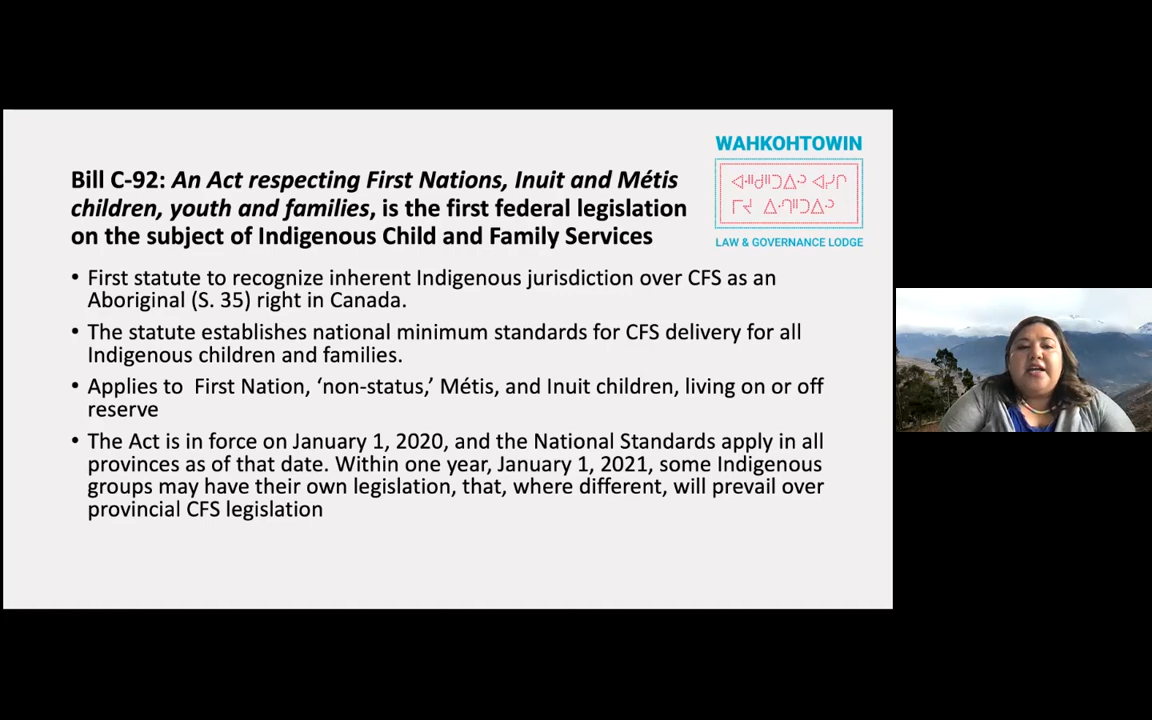 WAHKOHTOWIN
ᐊᐧᐦᑯᐦᑐᐃᐧᐣ ᐊᓯᒋ
LAW & GOVERNANCE LODGE
Bill C-92: An Act respecting First Nations, Inuit and Métis
children, youth and families, is the first federal legislation
on the subject of Indigenous Child and Family Services
• First statute to recognize inherent Indigenous jurisdiction over CFS as an
Aboriginal (S. 35) right in Canada.
• The statute establishes national minimum standards for CFS delivery for all
Indigenous children and families.
• Applies to  First Nation, ‘non-status,’ Métis, and Inuit children, living on or off
reserve
• The Act is in force on January 1, 2020, and the National Standards apply in all
provinces as of that date. Within one year, January 1, 2021, some Indigenous
groups may have their own legislation, that, where different, will prevail over
provincial CFS legislation